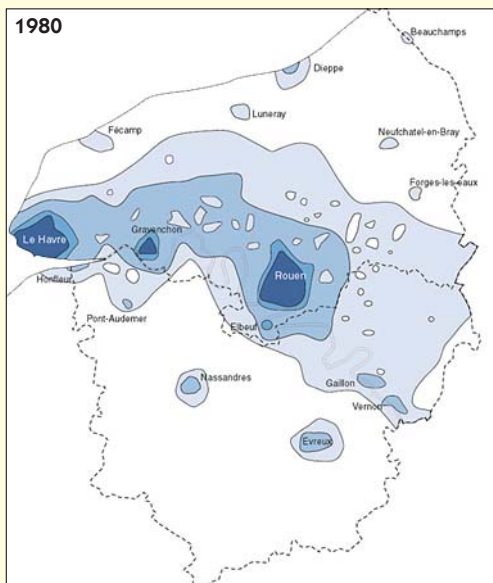 1980
Beauchamps
Dieppe
Luneray
Fécamp
Neufchatel-en-Bray
Forges-les-eaux
Gravenchon
Le Havre
Rouen
Honfleur
Pont-Audemer
Elbeuf
Nassandres
Gaillon
Vernon
Evreux